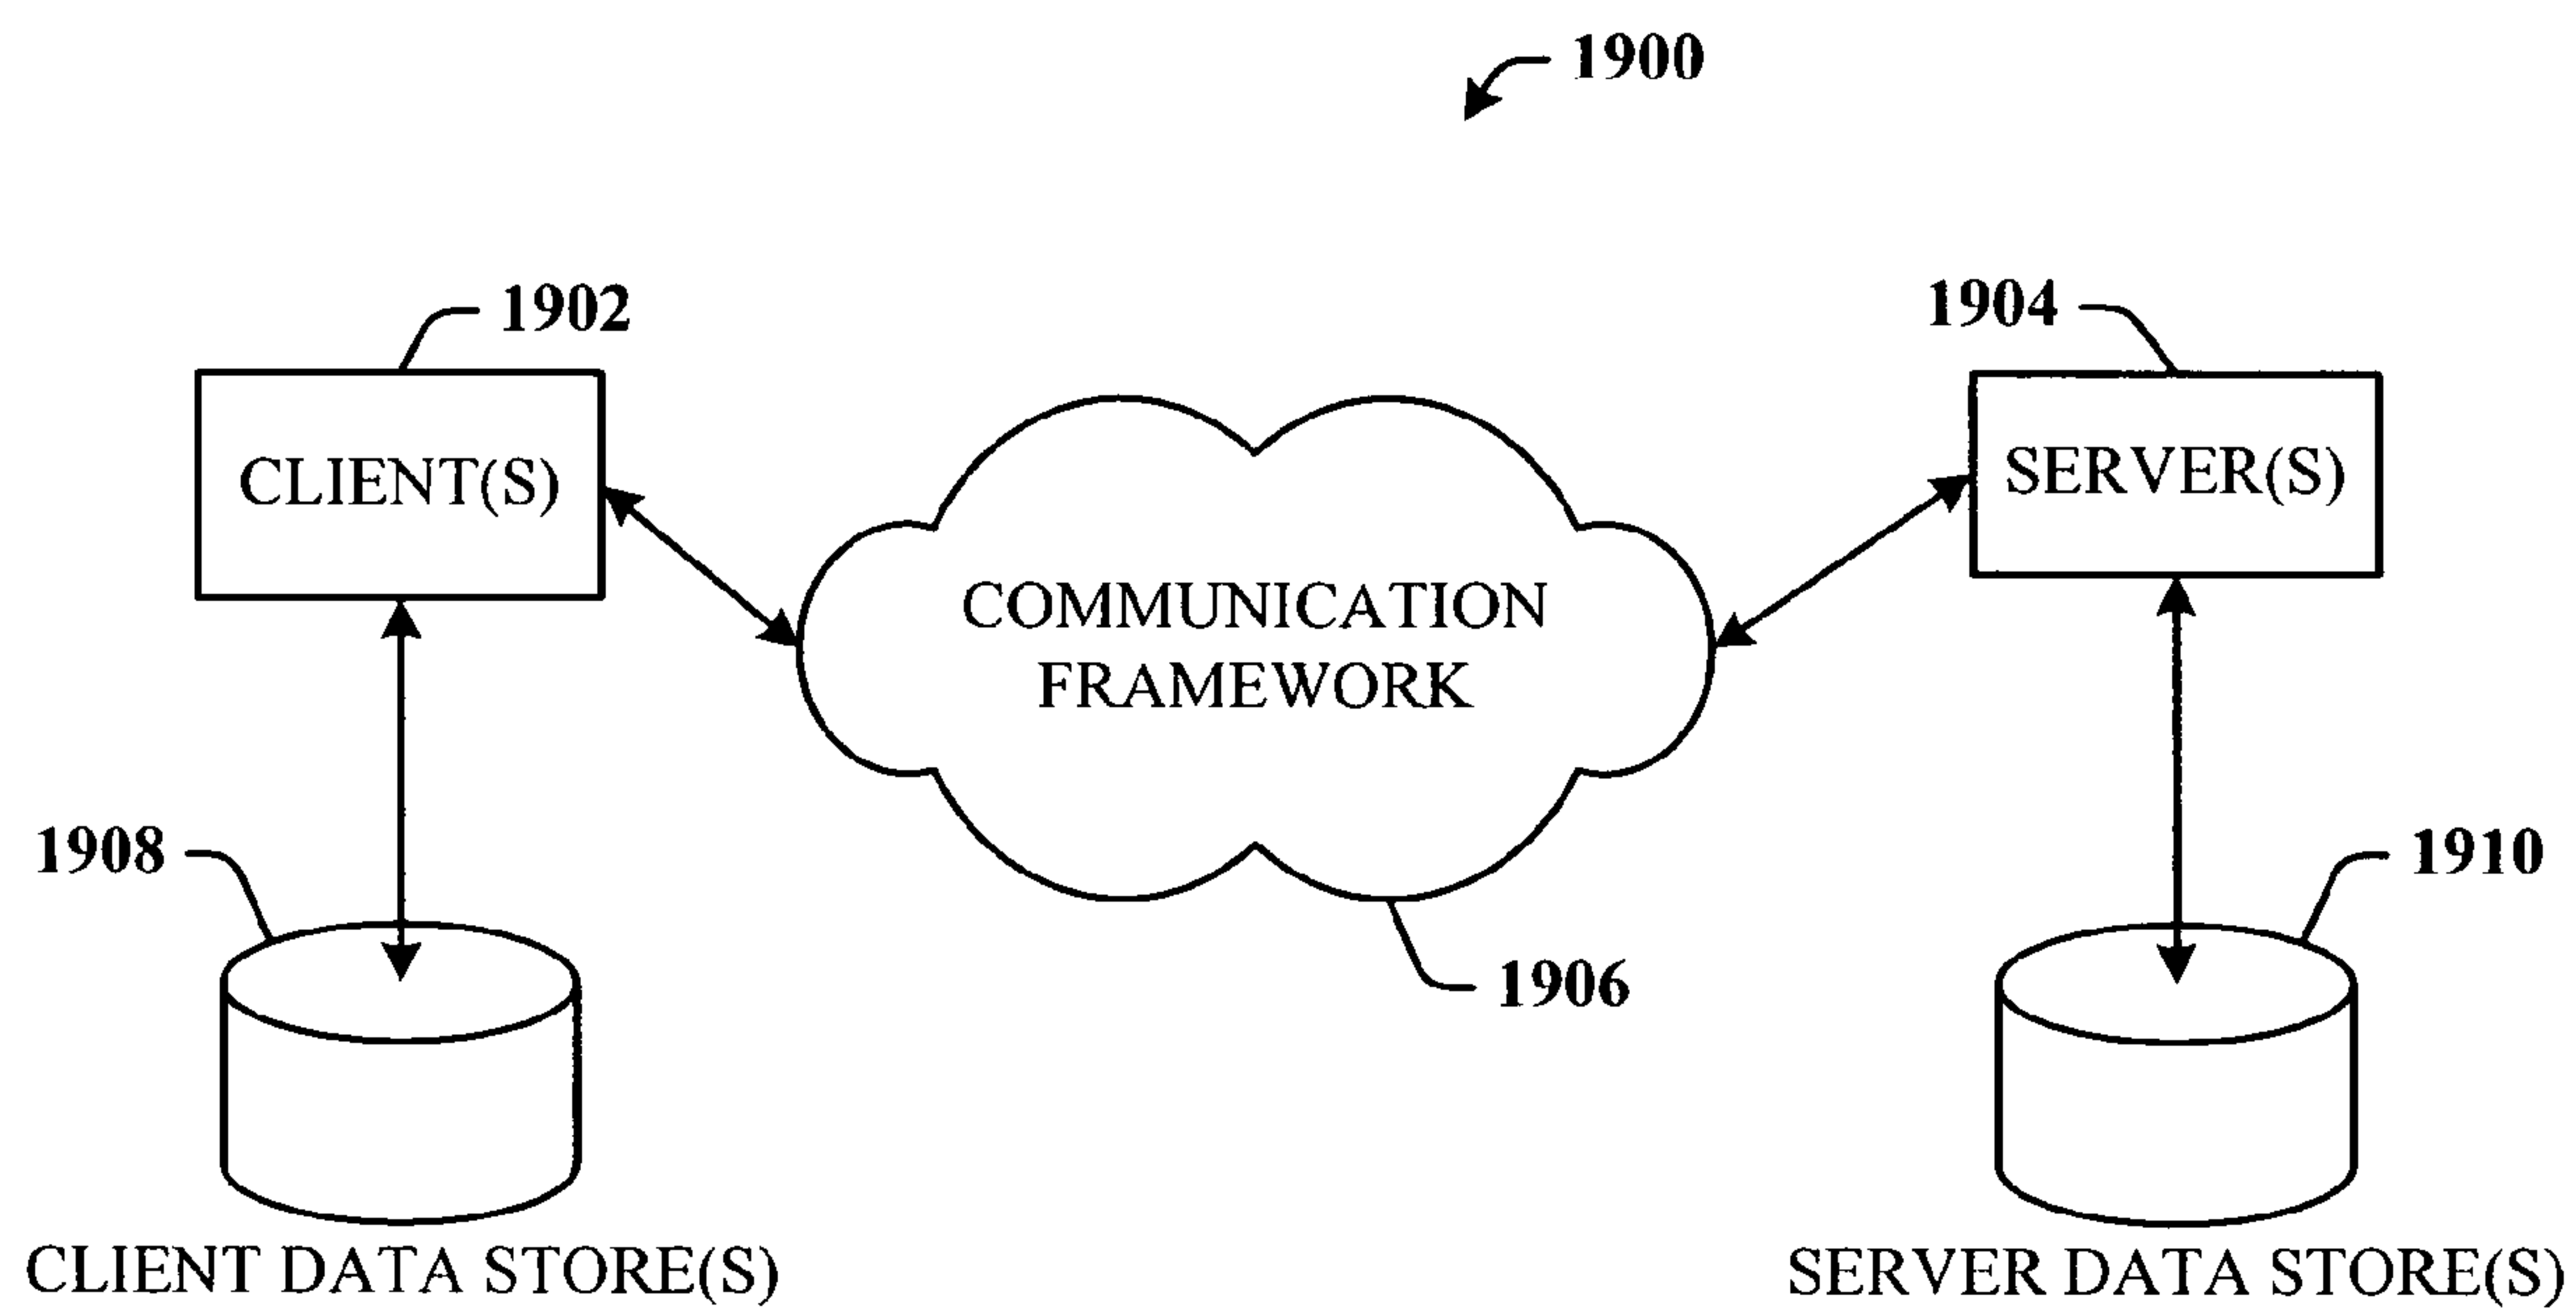 1900
1902
1904
CLIENT(S)
SERVER(S)
COMMUNICATION
FRAMEWORK
1908
1910
1906
CLIENT DATA STORE(S)
SERVER DATA STORE(S)